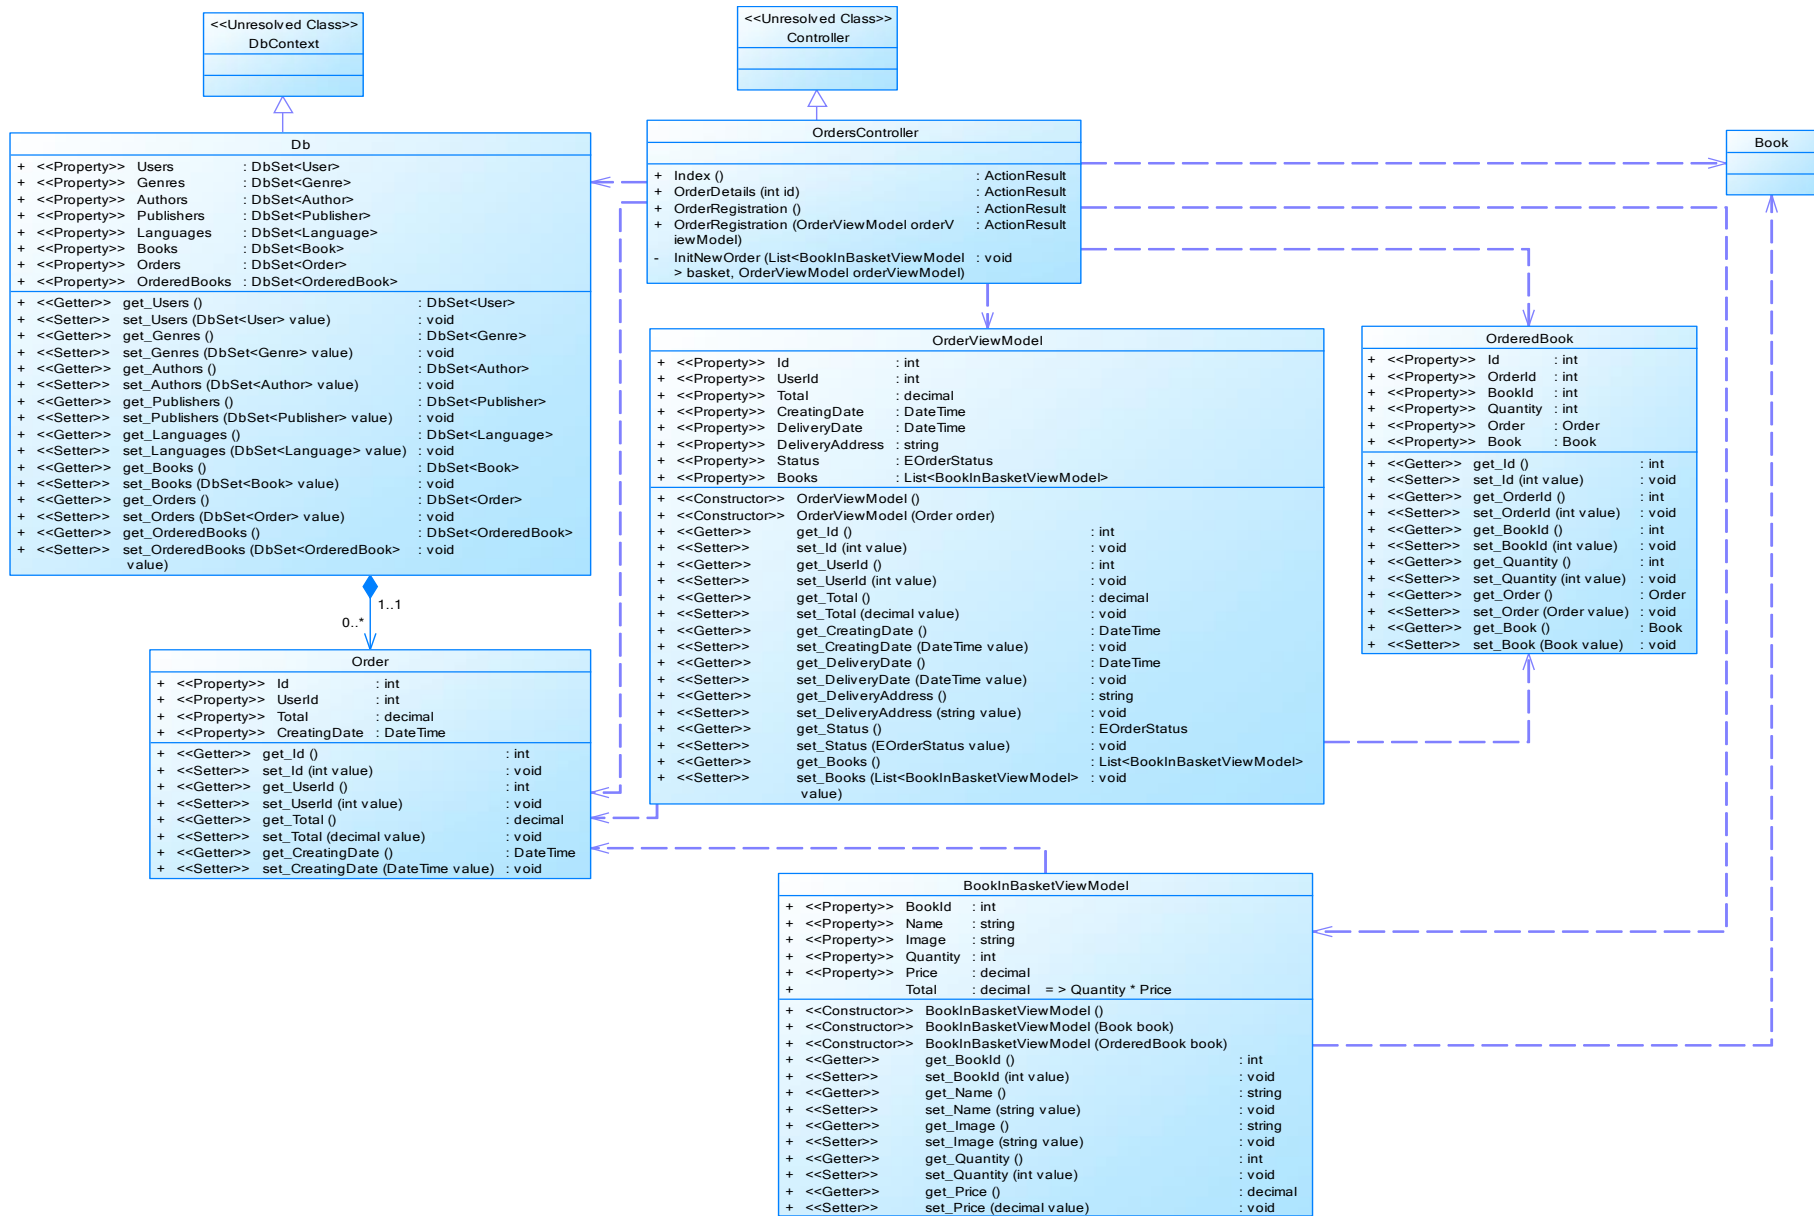 <<Unresolved Class>>
DbContext
<<Unresolved Class>>
Controller
Db
+ <<Property>> Users : DbSet<User>
+ <<Property>> Genres : DbSet<Genre>
+ <<Property>> Authors : DbSet<Author>
+ <<Property>> Publishers : DbSet<Publisher>
+ <<Property>> Languages : DbSet<Language>
+ <<Property>> Books : DbSet<Book>
+ <<Property>> Orders : DbSet<Order>
+ <<Property>> OrderedBooks : DbSet<OrderedBook>
+ <<Getter>> get_Users () : DbSet<User>
+ <<Setter>> set_Users (DbSet<User> value) : void
+ <<Getter>> get_Genres () : DbSet<Genre>
+ <<Setter>> set_Genres (DbSet<Genre> value) : void
+ <<Getter>> get_Authors () : DbSet<Author>
+ <<Setter>> set_Authors (DbSet<Author> value) : void
+ <<Getter>> get_Publishers () : DbSet<Publisher>
+ <<Setter>> set_Publishers (DbSet<Publisher> value) : void
+ <<Getter>> get_Languages () : DbSet<Language>
+ <<Setter>> set_Languages (DbSet<Language> value) : void
+ <<Getter>> get_Books () : DbSet<Book>
+ <<Setter>> set_Books (DbSet<Book> value) : void
+ <<Getter>> get_Orders () : DbSet<Order>
+ <<Setter>> set_Orders (DbSet<Order> value) : void
+ <<Getter>> get_OrderedBooks () : DbSet<OrderedBook>
+ <<Setter>> set_OrderedBooks (DbSet<OrderedBook> : void
value)
OrdersController
+ Index () : ActionResult
+ OrderDetails (int id) : ActionResult
+ OrderRegistration () : ActionResult
+ OrderRegistration (OrderViewModel orderV : ActionResult
iewModel)
- InitNewOrder (List<BookInBasketViewModel : void
> basket, OrderViewModel orderViewModel)
Book
OrderViewModel
+ <<Property>> Id : int
+ <<Property>> UserId : int
+ <<Property>> Total : decimal
+ <<Property>> CreatingDate : DateTime
+ <<Property>> DeliveryDate : DateTime
+ <<Property>> DeliveryAddress : string
+ <<Property>> Status : EOrderStatus
+ <<Property>> Books : List<BookInBasketViewModel>
+ <<Constructor>> OrderViewModel ()
+ <<Constructor>> OrderViewModel (Order order)
+ <<Getter>> get_Id () : int
+ <<Setter>> set_Id (int value) : void
+ <<Getter>> get_UserId () : int
+ <<Setter>> set_UserId (int value) : void
+ <<Getter>> get_Total () : decimal
+ <<Setter>> set_Total (decimal value) : void
+ <<Getter>> get_CreatingDate () : DateTime
+ <<Setter>> set_CreatingDate (DateTime value) : void
+ <<Getter>> get_DeliveryDate () : DateTime
+ <<Setter>> set_DeliveryDate (DateTime value) : void
+ <<Getter>> get_DeliveryAddress () : string
+ <<Setter>> set_DeliveryAddress (string value) : void
+ <<Getter>> get_Status () : EOrderStatus
+ <<Setter>> set_Status (EOrderStatus value) : void
+ <<Getter>> get_Books () : List<BookInBasketViewModel>
+ <<Setter>> set_Books (List<BookInBasketViewModel> : void
value)
OrderedBook
+ <<Property>> Id : int
+ <<Property>> OrderId : int
+ <<Property>> BookId : int
+ <<Property>> Quantity : int
+ <<Property>> Order : Order
+ <<Property>> Book : Book
+ <<Getter>> get_Id () : int
+ <<Setter>> set_Id (int value) : void
+ <<Getter>> get_OrderId () : int
+ <<Setter>> set_OrderId (int value) : void
+ <<Getter>> get_BookId () : int
+ <<Setter>> set_BookId (int value) : void
+ <<Getter>> get_Quantity () : int
+ <<Setter>> set_Quantity (int value) : void
+ <<Getter>> get_Order () : Order
+ <<Setter>> set_Order (Order value) : void
+ <<Getter>> get_Book () : Book
+ <<Setter>> set_Book (Book value) : void
1..1
0..*
Order
+ <<Property>> Id : int
+ <<Property>> UserId : int
+ <<Property>> Total : decimal
+ <<Property>> CreatingDate : DateTime
+ <<Getter>> get_Id () : int
+ <<Setter>> set_Id (int value) : void
+ <<Getter>> get_UserId () : int
+ <<Setter>> set_UserId (int value) : void
+ <<Getter>> get_Total () : decimal
+ <<Setter>> set_Total (decimal value) : void
+ <<Getter>> get_CreatingDate () : DateTime
+ <<Setter>> set_CreatingDate (DateTime value) : void
BookInBasketViewModel
+ <<Property>> BookId : int
+ <<Property>> Name : string
+ <<Property>> Image : string
+ <<Property>> Quantity : int
+ <<Property>> Price : decimal
+ Total : decimal = > Quantity * Price
+ <<Constructor>> BookInBasketViewModel ()
+ <<Constructor>> BookInBasketViewModel (Book book)
+ <<Constructor>> BookInBasketViewModel (OrderedBook book)
+ <<Getter>> get_BookId () : int
+ <<Setter>> set_BookId (int value) : void
+ <<Getter>> get_Name () : string
+ <<Setter>> set_Name (string value) : void
+ <<Getter>> get_Image () : string
+ <<Setter>> set_Image (string value) : void
+ <<Getter>> get_Quantity () : int
+ <<Setter>> set_Quantity (int value) : void
+ <<Getter>> get_Price () : decimal
+ <<Setter>> set_Price (decimal value) : void